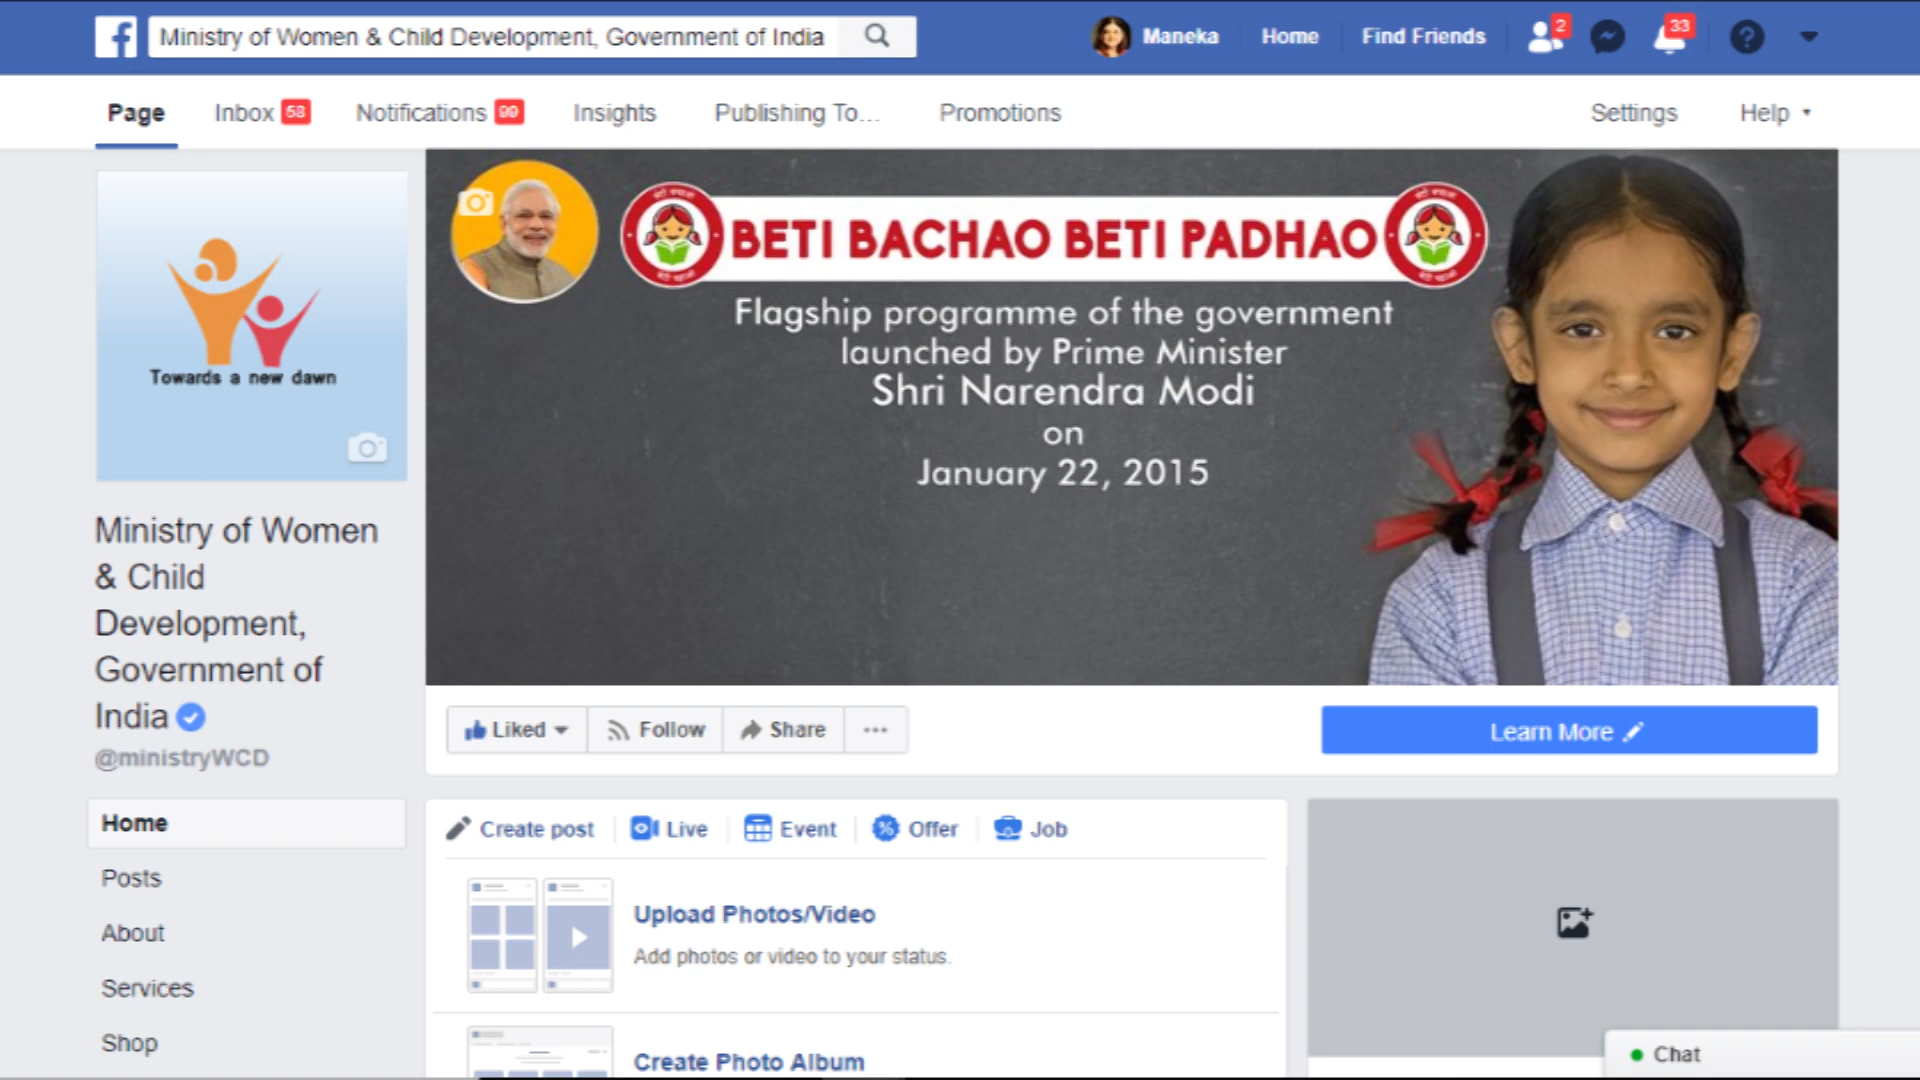 Ministry of Women & Child Development, Government of India
Maneka
Home
Find Friends
2
33
Page
Inbox 58
Notifications 99
Insights
Publishing To...
Promotions
Settings
Help
BETI BACHAO BETI PADHAO
Flagship programme of the government
launched by Prime Minister
Shri Narendra Modi
on
January 22, 2015
Towards a new dawn
Ministry of Women
& Child
Development,
Government of
India
@ministryWCD
Liked
Follow
Share
Learn More
Home
Posts
About
Services
Shop
Create post
Live
Event
Offer
Job
Upload Photos/Video
Add photos or video to your status.
Create Photo Album
Chat